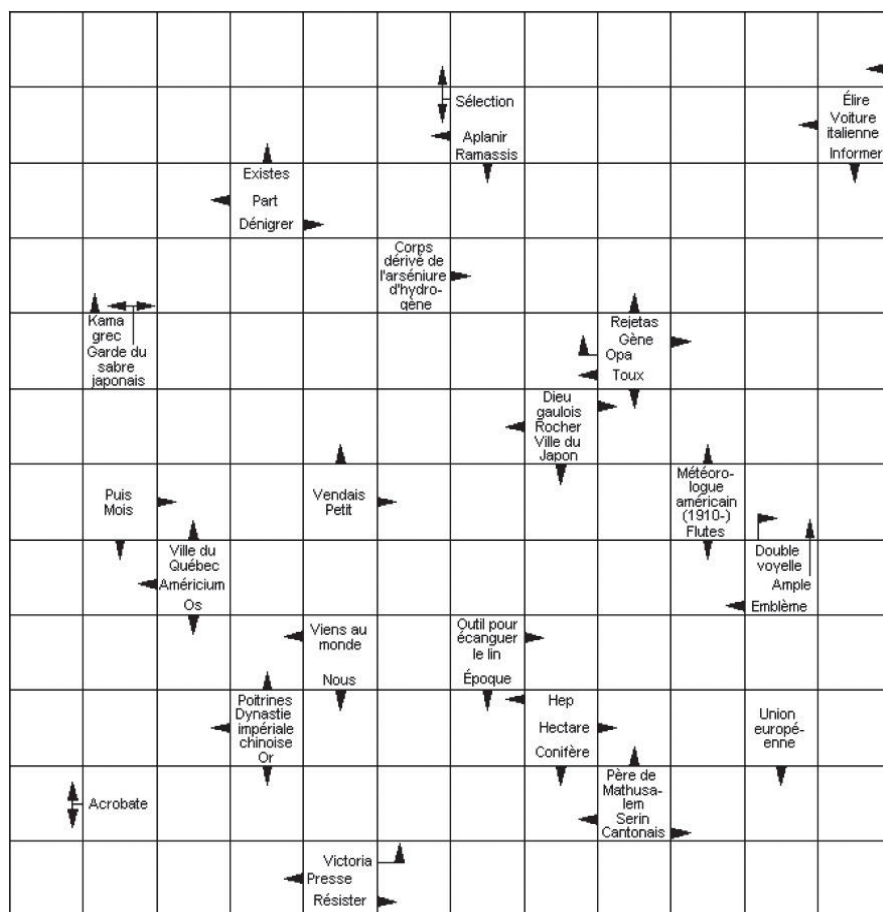 Sélection
Aplanir
Ramassis
Élire
Voiture
italienne
Informer
Existes
Part
Dénigrer
Corps
dérivé de
l'arséniure
d'hydro-
gène
Kama
grec
Garde du
sabre
japonais
Rejetas
Gène
Opa
Toux
Dieu
gaulois
Rocher
Ville du
Japon
Puis
Mois
Vendais
Petit
Météoro-
logue
américain
(1910-)
Flutes
Ville du
Québec
Américium
Os
Double
voyelle
Ample
Emblème
Viens au
monde
Nous
Outil pour
écanguer
le lin
Époque
Poitrines
Dynastie
impériale
chinoise
Or
Hep
Hectare
Conifère
Union
europé-
enne
Acrobate
Père de
Mathusa-
lem
Serin
Cantonais
Victoria
Presse
Résister